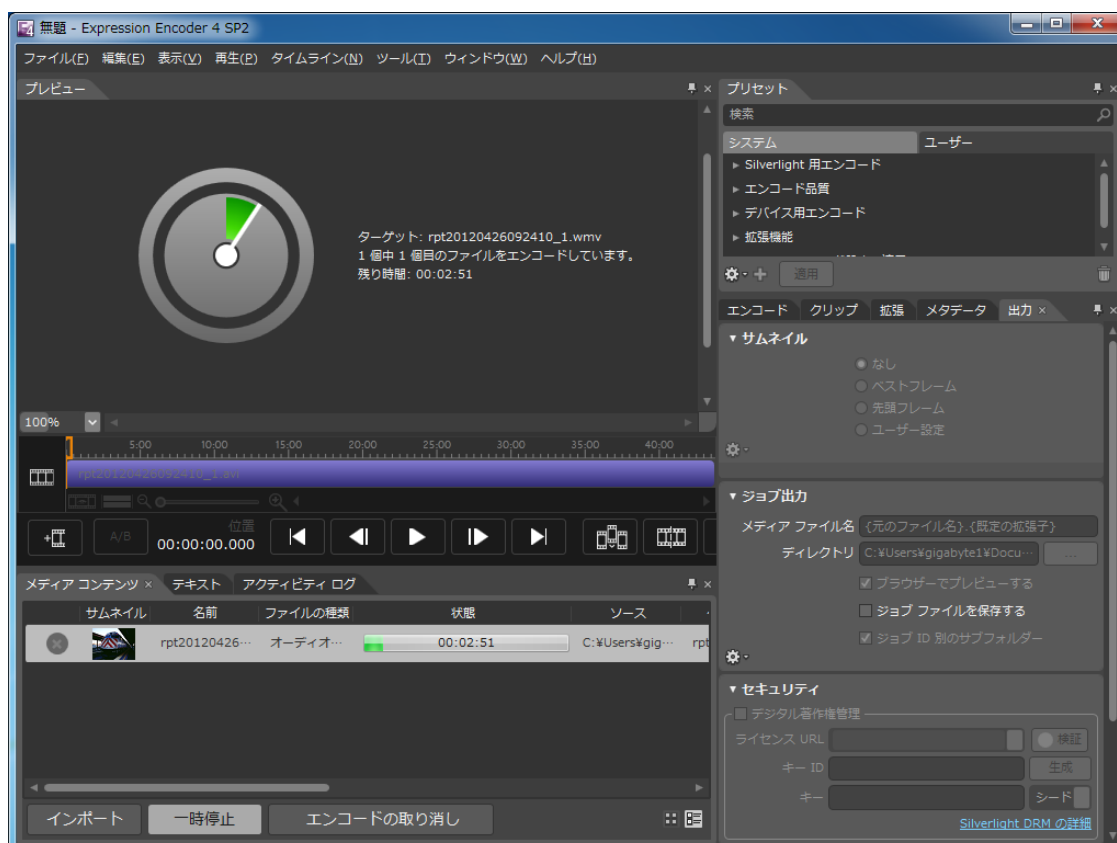 無題 - Expression Encoder 4 SP2
ファイル(F) 編集(E) 表示(V) 再生(P) タイムライン(N) ツール(T) ウィンドウ(W) ヘルプ(H)
プレビュー
ターゲット: rpt20120426092410_1.wmv
1 個中 1 個目のファイルをエンコードしています。
残り時間: 00:02:51
100%
5:00 10:00 15:00 20:00 25:00 30:00 35:00 40:00
rpt20120426092410_1.avi
A/B
位置
00:00:00.000
メディア コンテンツ × テキスト アクティビティ ログ
サムネイル 名前 ファイルの種類 状態 ソース
rpt20120426… オーディオ… 00:02:51 C:¥Users¥gig… rpt
インポート 一時停止 エンコードの取り消し
プリセット
検索
システム ユーザー
Silverlight 用エンコード
エンコード品質
デバイス用エンコード
拡張機能
適用
エンコード クリップ 拡張 メタデータ 出力 ×
サムネイル
なし
ベストフレーム
先頭フレーム
ユーザー設定
ジョブ出力
メディア ファイル名 {元のファイル名}.{既定の拡張子}
ディレクトリ C:¥Users¥gigabyte1¥Docu… ...
ブラウザーでプレビューする
ジョブ ファイルを保存する
ジョブ ID 別のサブフォルダー
セキュリティ
デジタル著作権管理
ライセンス URL 検証
キー ID 生成
キー シード
Silverlight DRM の詳細